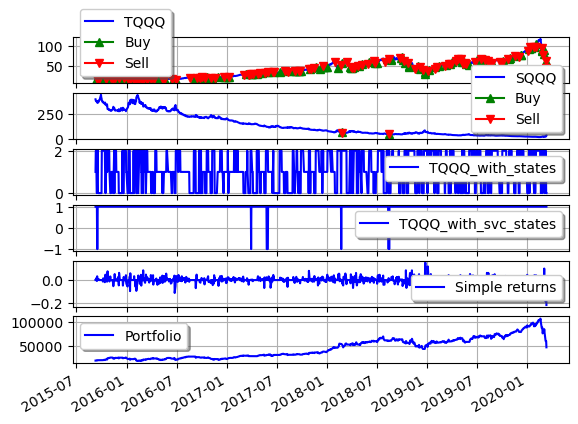 TQQQ
Buy
Sell
100
50
SQQQ
Buy
Sell
250
0
2
0
TQQQ_with_states
1
0
−1
TQQQ_with_svc_states
0.0
−0.2
Simple returns
100000
50000
Portfolio
2015-07
2016-01
2016-07
2017-01
2017-07
2018-01
2018-07
2019-01
2019-07
2020-01